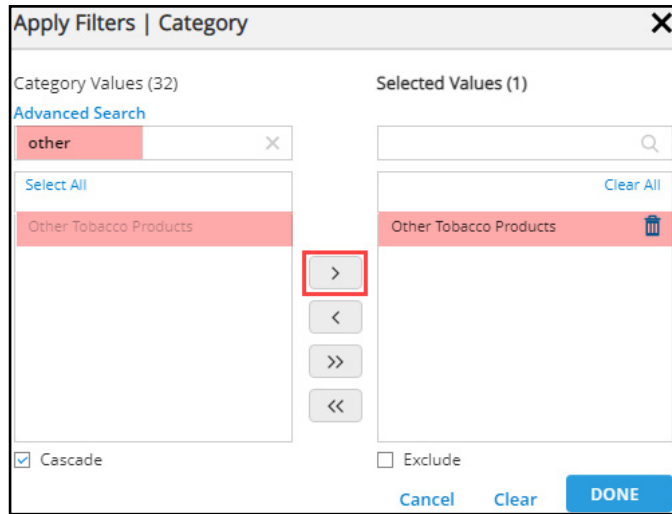 Apply Filters | Category
Category Values (32)
Advanced Search
other
Select All
Other Tobacco Products
Cascade
>
<
>>
<<
Selected Values (1)
Clear All
Other Tobacco Products
Exclude
Cancel Clear DONE